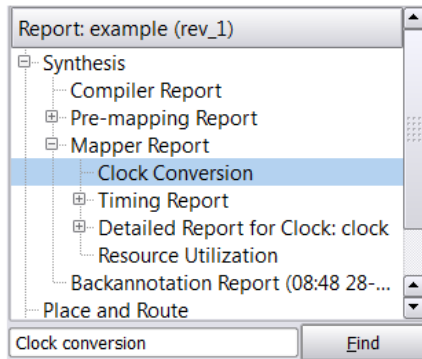 Report: example (rev_1)
Synthesis
Compiler Report
Pre-mapping Report
Mapper Report
Clock Conversion
Timing Report
Detailed Report for Clock: clock
Resource Utilization
Backannotation Report (08:48 28-...
Place and Route
Clock conversion Find